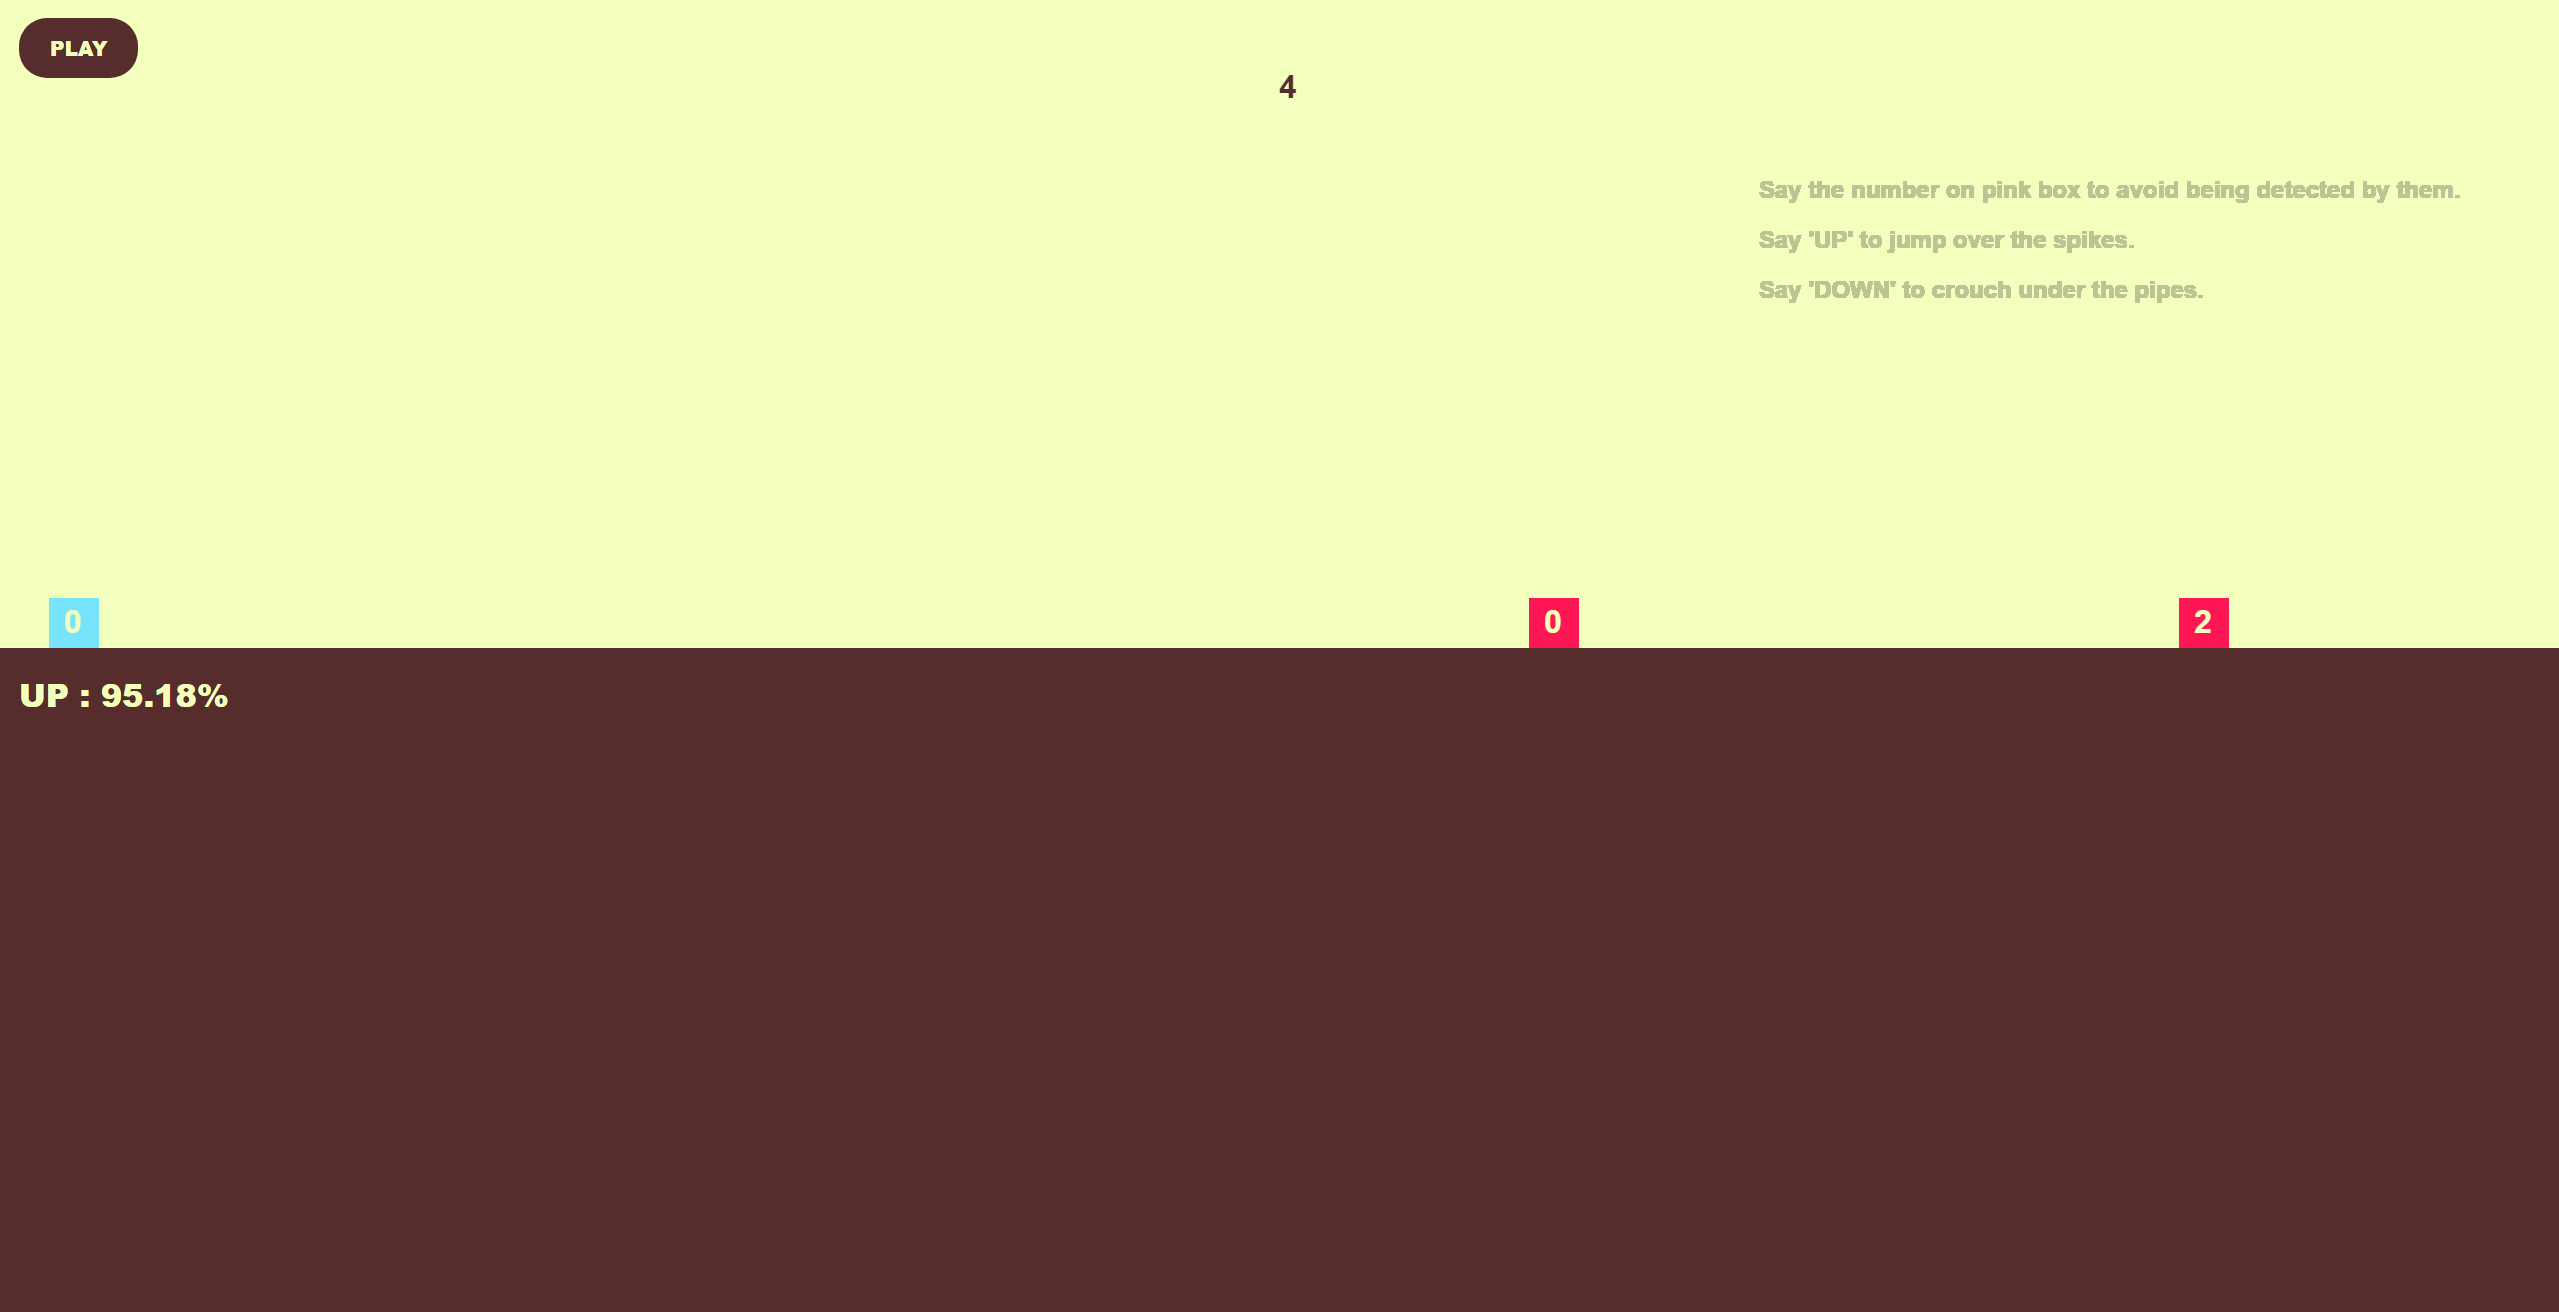 PLAY
4
Say the number on pink box to avoid being detected by them.
Say 'UP' to jump over the spikes.
Say 'DOWN' to crouch under the pipes.
0
0
2
UP : 95.18%